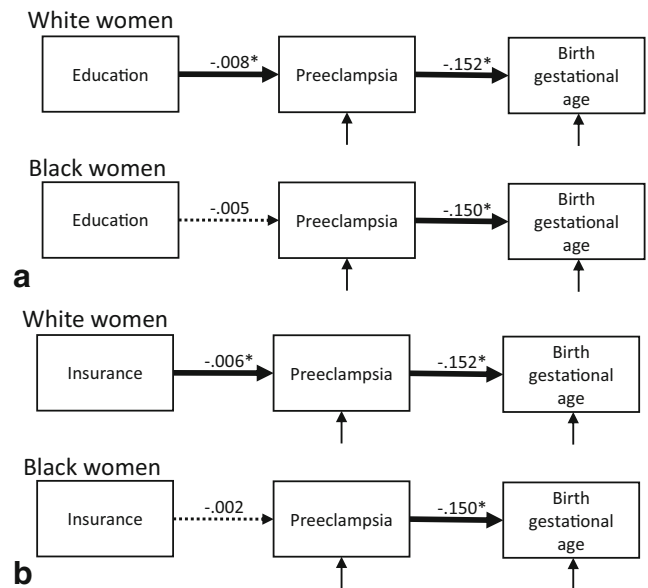 White women
Education
-.008*
Preeclampsia
-.152*
Birth
gestational
age
Black women
Education
-.005
Preeclampsia
-.150*
Birth
gestational
age
a
White women
Insurance
-.006*
Preeclampsia
-.152*
Birth
gestational
age
Black women
Insurance
-.002
Preeclampsia
-.150*
Birth
gestational
age
b